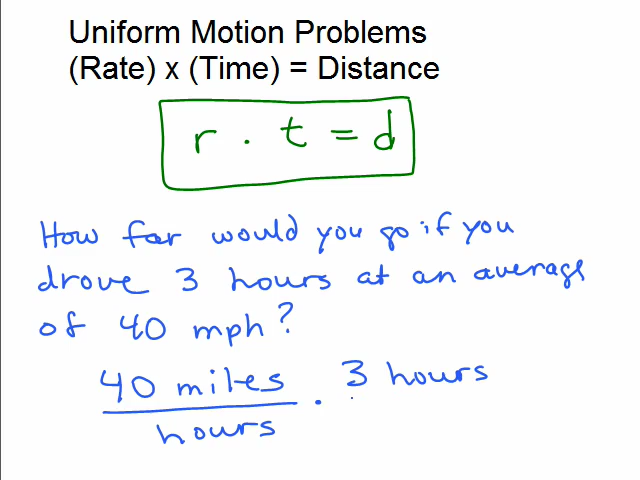 Uniform Motion Problems
(Rate) x (Time) = Distance
r · t = d
How far would you go if you
drove 3 hours at an average
of 40 mph?
40 miles / hours · 3 hours